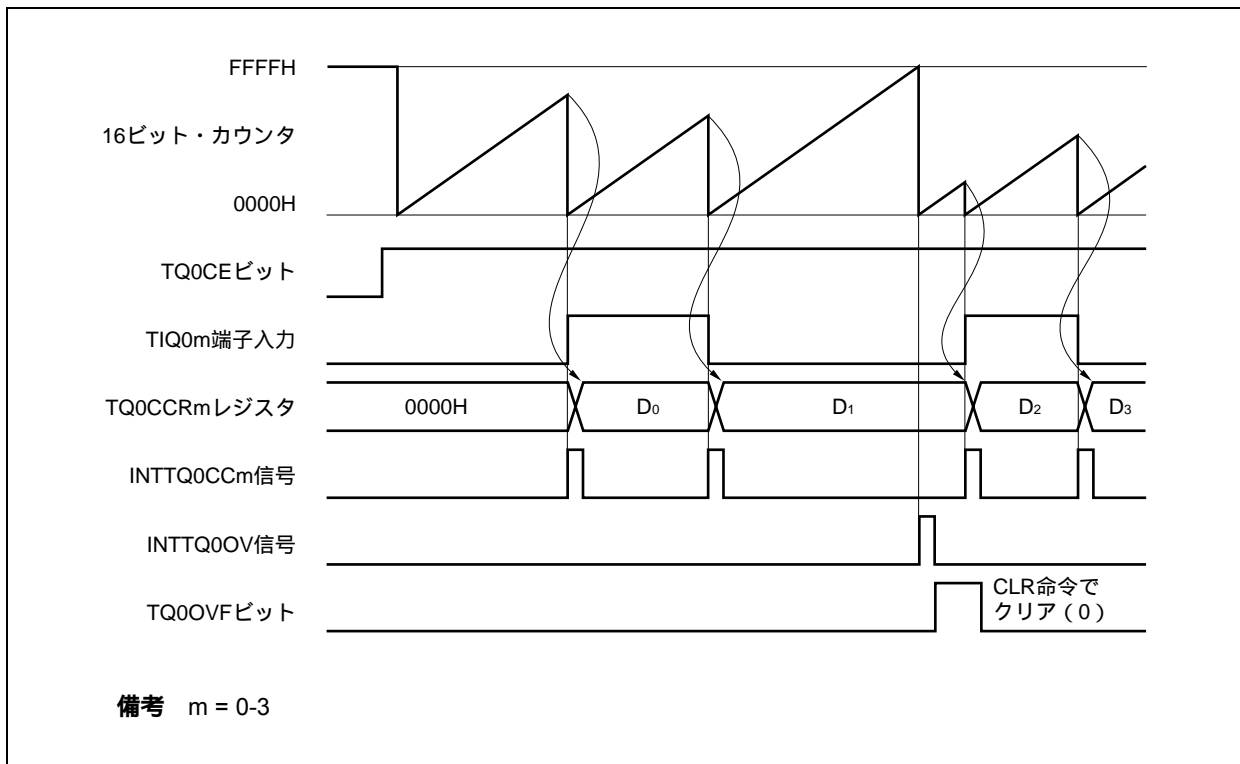 FFFFH
16ビット・カウンタ
0000H
TQ0CEビット
TIQ0m端子入力
TQ0CCRmレジスタ
0000H
D0
D1
D2
D3
INTTQ0CCm信号
INTTQ0OV信号
TQ0OVFビット
CLR命令で
クリア（0）
備考 m = 0-3